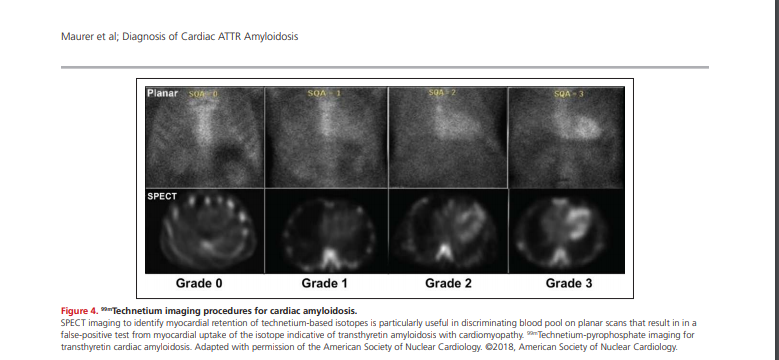 Maurer et al; Diagnosis of Cardiac ATTR Amyloidosis
Planar SQA - 0 SQA - 1 SQA - 2 SQA - 3
SPECT
Grade 0 Grade 1 Grade 2 Grade 3
Figure 4. ⁹⁹ᵐTechnetium imaging procedures for cardiac amyloidosis.
SPECT imaging to identify myocardial retention of technetium-based isotopes is particularly useful in discriminating blood pool on planar scans that result in in a
false-positive test from myocardial uptake of the isotope indicative of transthyretin amyloidosis with cardiomyopathy. ⁹⁹ᵐTechnetium-pyrophosphate imaging for
transthyretin cardiac amyloidosis. Adapted with permission of the American Society of Nuclear Cardiology. ©2018, American Society of Nuclear Cardiology.